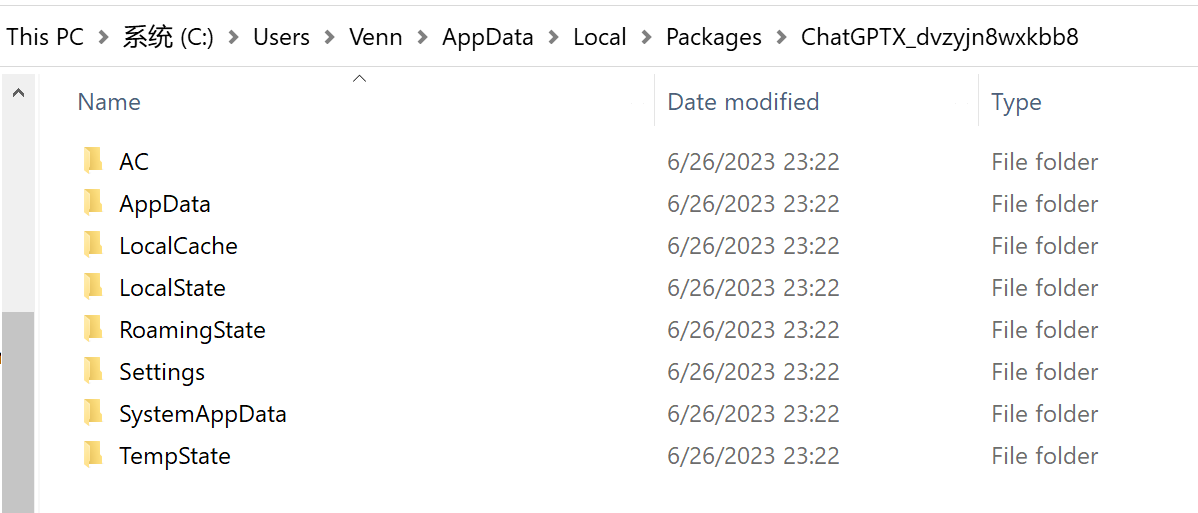 This PC > 系统 (C:) > Users > Venn > AppData > Local > Packages > ChatGPTX_dvzyjn8wxkbb8
Name Date modified Type
AC 6/26/2023 23:22 File folder
AppData 6/26/2023 23:22 File folder
LocalCache 6/26/2023 23:22 File folder
LocalState 6/26/2023 23:22 File folder
RoamingState 6/26/2023 23:22 File folder
Settings 6/26/2023 23:22 File folder
SystemAppData 6/26/2023 23:22 File folder
TempState 6/26/2023 23:22 File folder